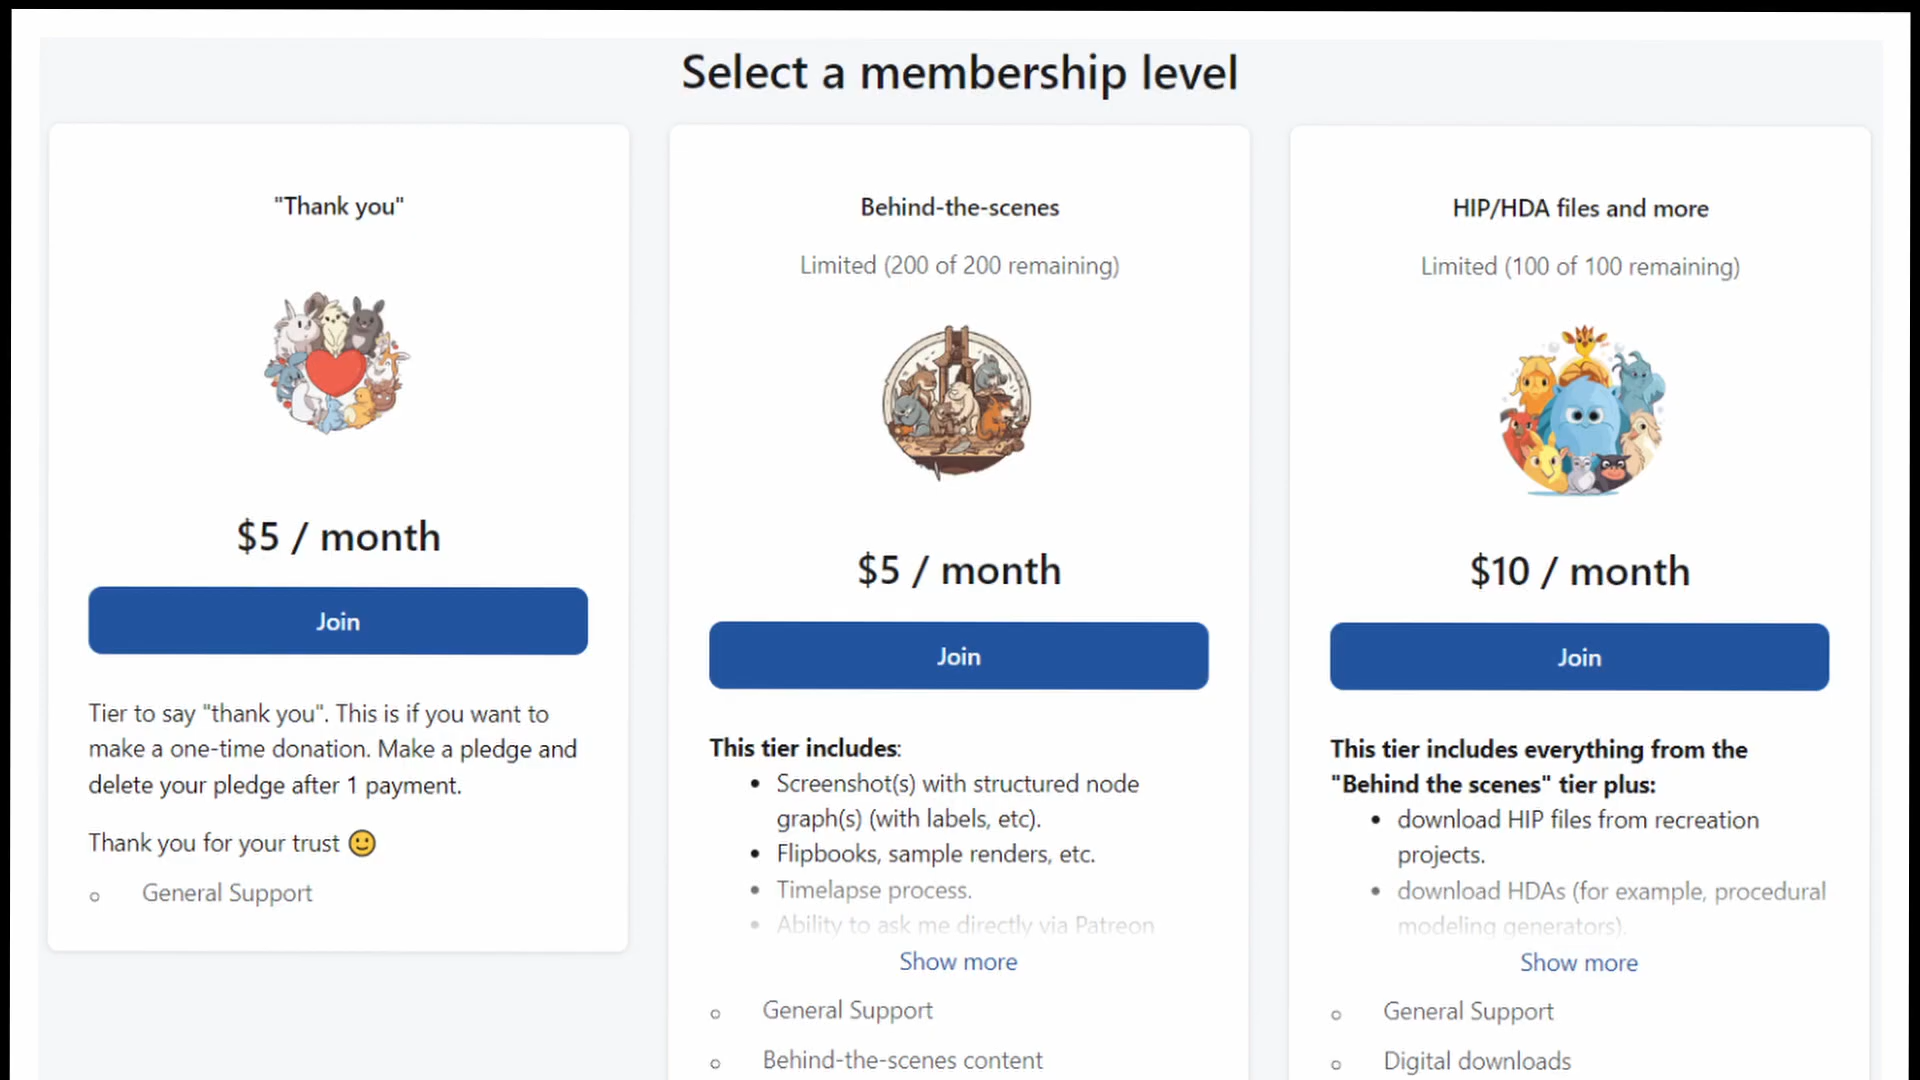 Select a membership level
"Thank you"
$5 / month
Join
Tier to say "thank you". This is if you want to
make a one-time donation. Make a pledge and
delete your pledge after 1 payment.
Thank you for your trust 🙂
General Support
Behind-the-scenes
Limited (200 of 200 remaining)
$5 / month
Join
This tier includes:
Screenshot(s) with structured node
graph(s) (with labels, etc).
Flipbooks, sample renders, etc.
Timelapse process.
Ability to ask me directly via Patreon
Show more
General Support
Behind-the-scenes content
HIP/HDA files and more
Limited (100 of 100 remaining)
$10 / month
Join
This tier includes everything from the
"Behind the scenes" tier plus:
download HIP files from recreation
projects.
download HDAs (for example, procedural
modeling generators).
Show more
General Support
Digital downloads